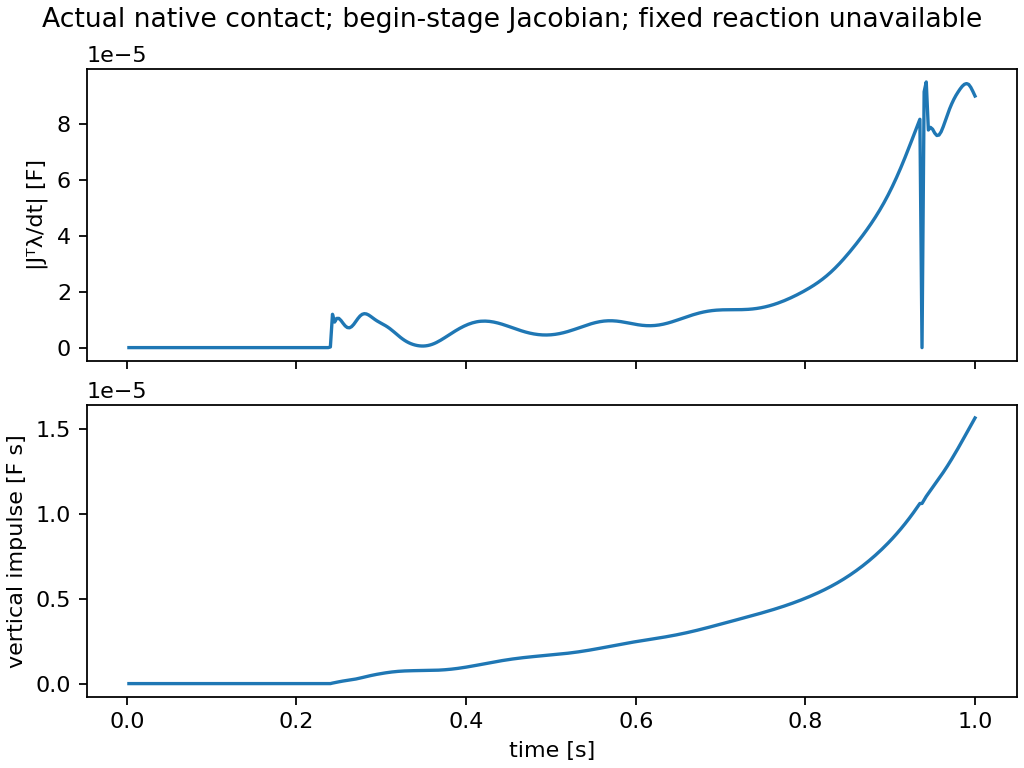 Actual native contact; begin-stage Jacobian; fixed reaction unavailable
1e−5
|Jᵀλ/dt| [F]
8
6
4
2
0
1e−5
vertical impulse [F s]
1.5
1.0
0.5
0.0
0.0 0.2 0.4 0.6 0.8 1.0
time [s]